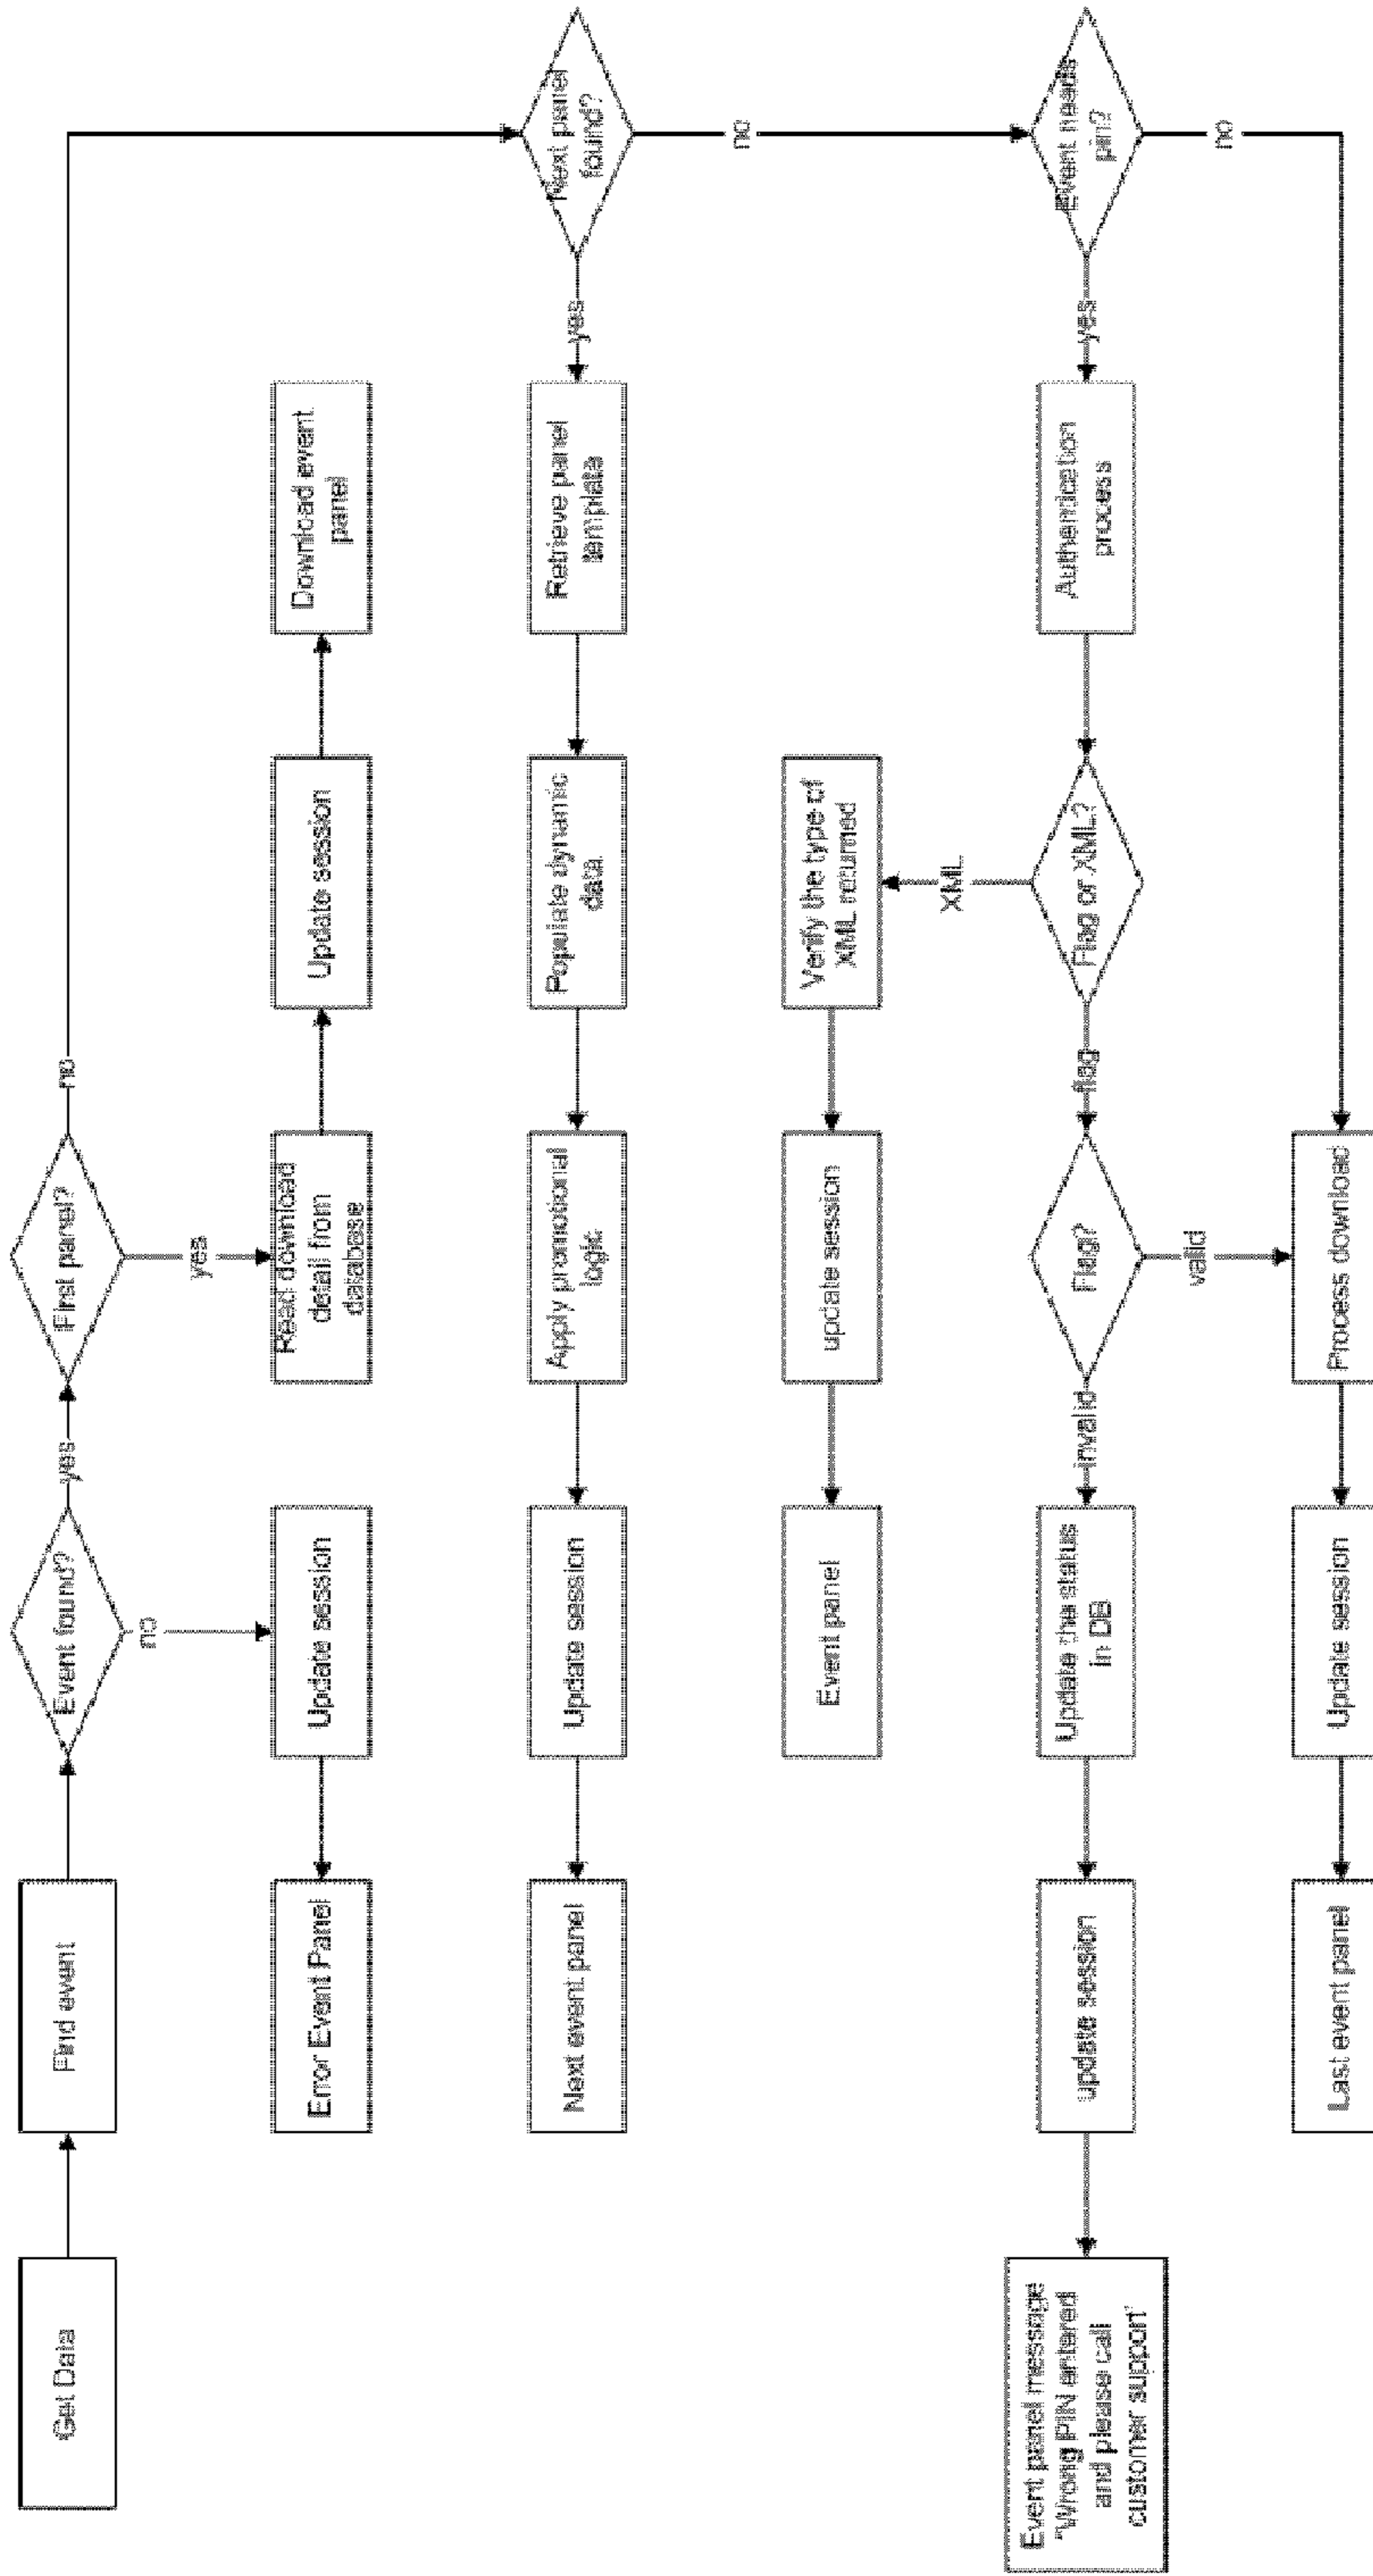 Get Data
Find event
Event found?
yes
First panel?
no
no
yes
Error Event Panel
Update session
Read download
detail from
database
Update session
Download event
panel
Next event panel
Update session
Apply promotional
logic
Populate dynamic
data
Retrieve panel
template
yes
Next panel
found?
no
Event panel
update session
Verify the type of
XML returned
XML
Event panel message
"Wrong PIN entered
and please call
customer support"
update session
Update the status
in DB
invalid
Flag?
flag
Flag or XML?
Authentication
process
yes
Event needs
pin?
valid
no
Last event panel
Update session
Process download